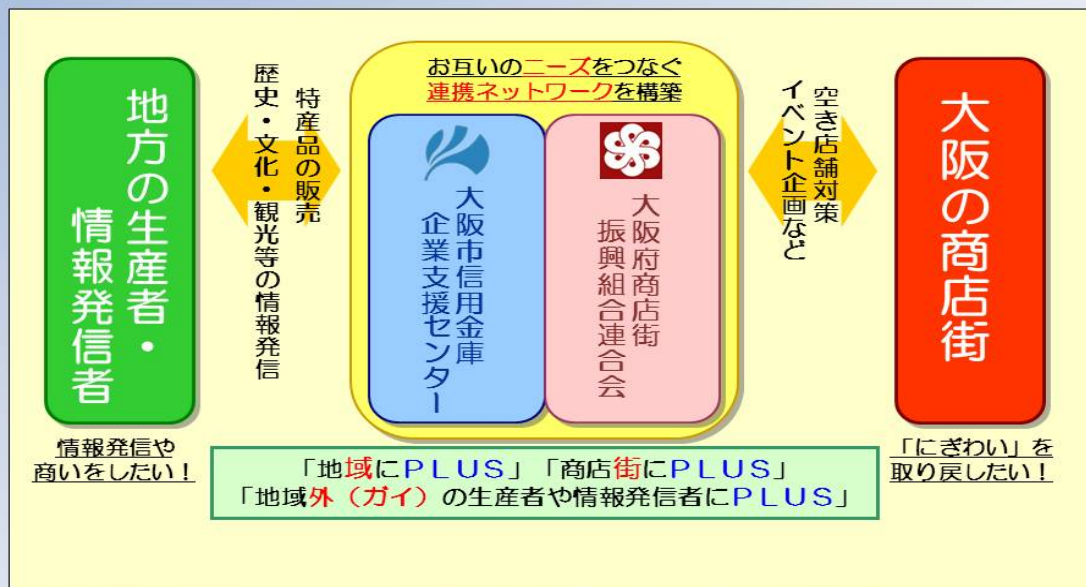 お互いのニーズをつなぐ
連携ネットワークを構築
地方の生産者・
情報発信者
特産品の販売
歴史・文化・観光等の情報発信
大阪市信用金庫
企業支援センター
大阪府商店街
振興組合連合会
空き店舗対策
イベント企画など
大阪の商店街
情報発信や
商いをしたい！
「にぎわい」を
取り戻したい！
「地域にＰＬＵＳ」「商店街にＰＬＵＳ」
「地域外（ガイ）の生産者や情報発信者にＰＬＵＳ」